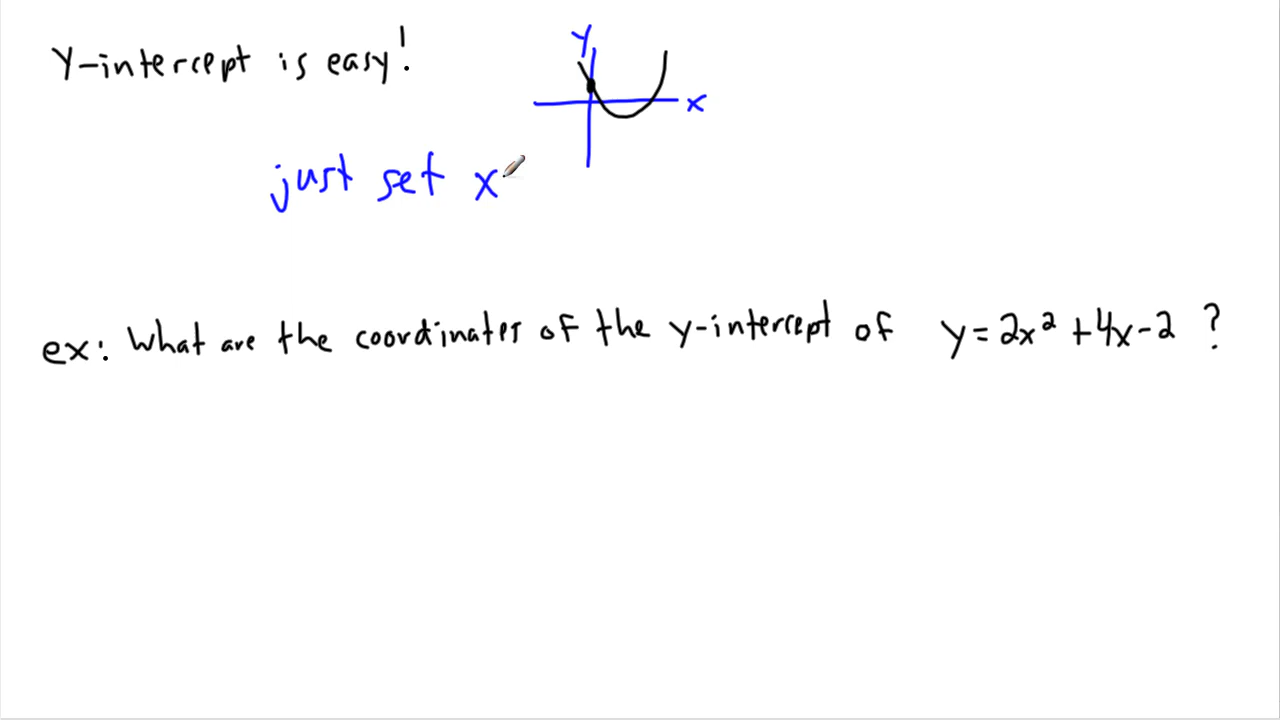 Y-intercept is easy!
y
x
just set x
ex: What are the coordinates of the y-intercept of y = 2x² + 4x - 2 ?